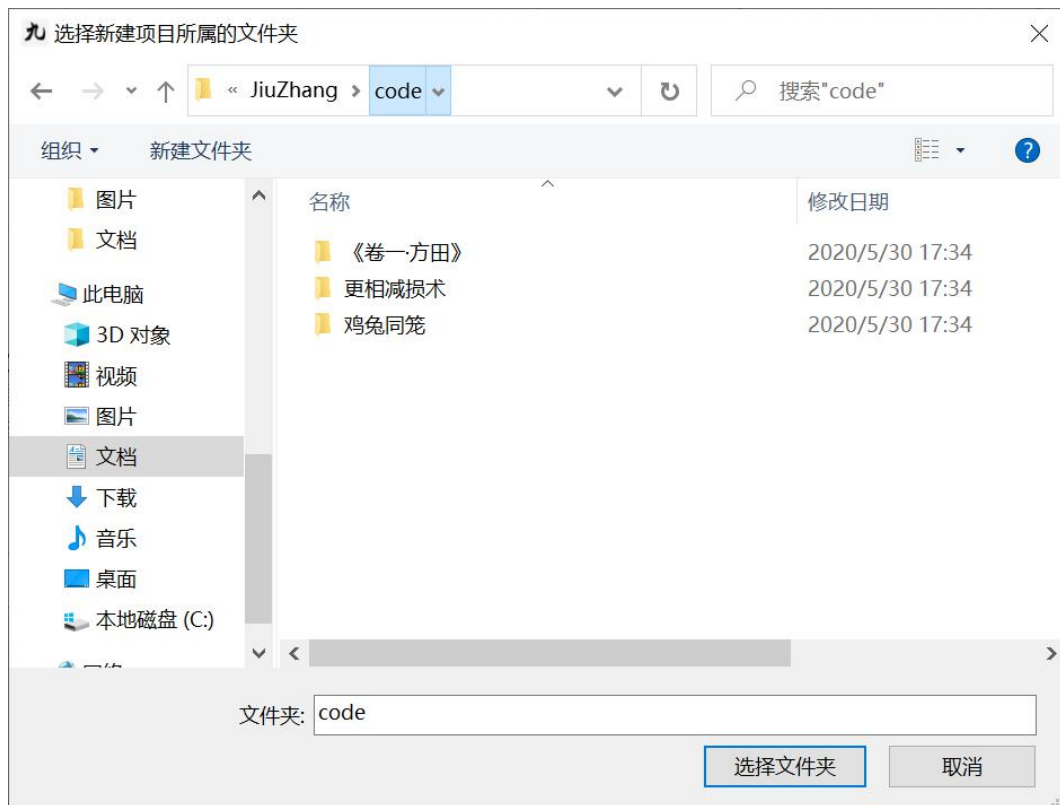 九 选择新建项目所属的文件夹
« JiuZhang › code
搜索"code"
组织
新建文件夹
?
图片
文档
此电脑
3D 对象
视频
图片
文档
下载
音乐
桌面
本地磁盘 (C:)
名称
修改日期
《卷一·方田》
2020/5/30 17:34
更相减损术
2020/5/30 17:34
鸡兔同笼
2020/5/30 17:34
文件夹:
code
选择文件夹
取消